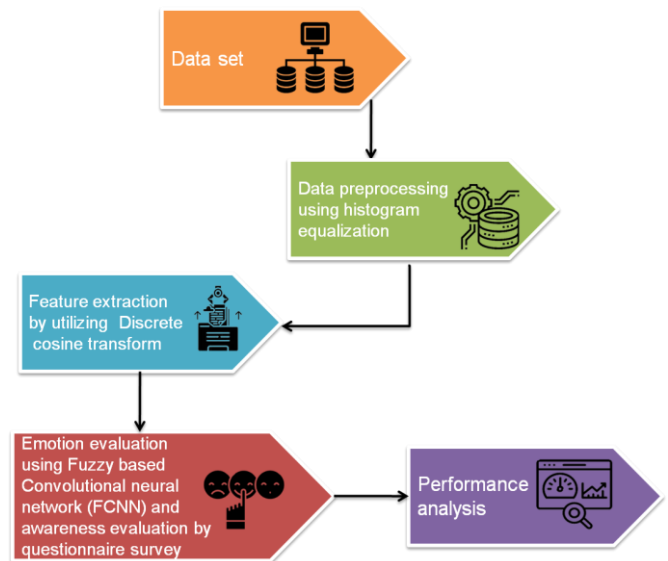 Data set
Data preprocessing
using histogram
equalization
Feature extraction
by utilizing Discrete
cosine transform
Emotion evaluation
using Fuzzy based
Convolutional neural
network (FCNN) and
awareness evaluation by
questionnaire survey
Performance
analysis